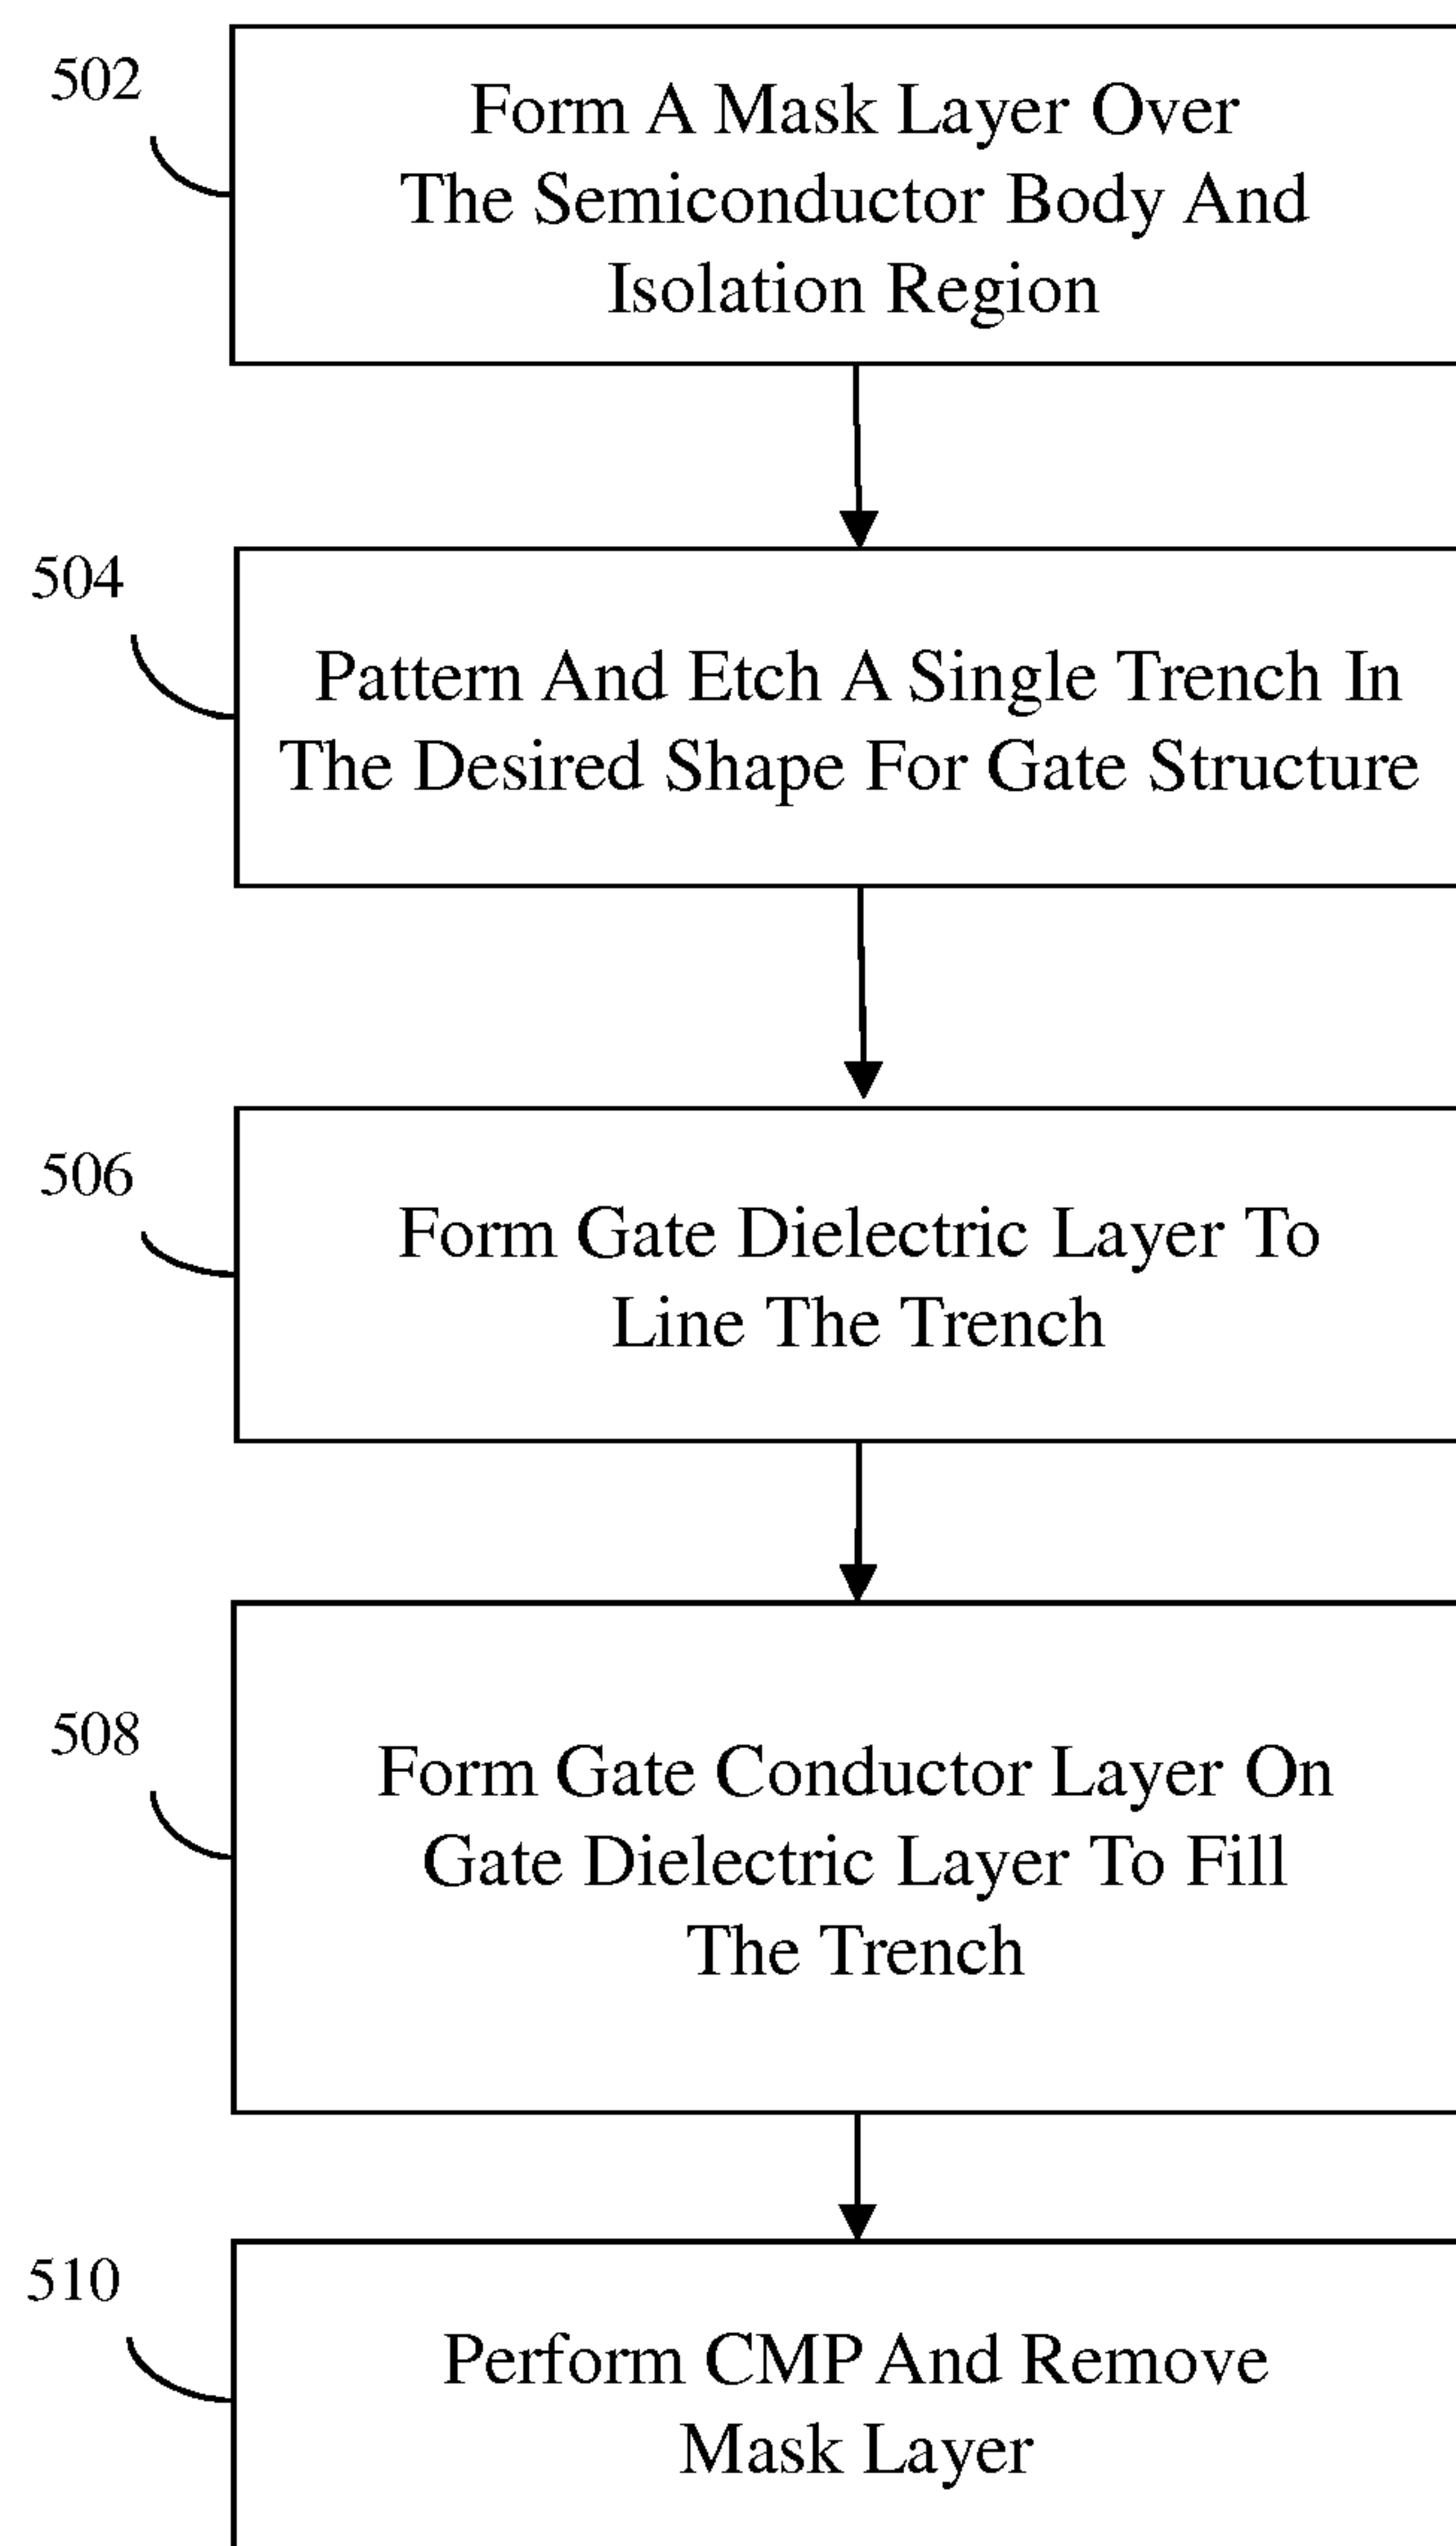 502
Form A Mask Layer Over
The Semiconductor Body And
Isolation Region
504
Pattern And Etch A Single Trench In
The Desired Shape For Gate Structure
506
Form Gate Dielectric Layer To
Line The Trench
508
Form Gate Conductor Layer On
Gate Dielectric Layer To Fill
The Trench
510
Perform CMP And Remove
Mask Layer